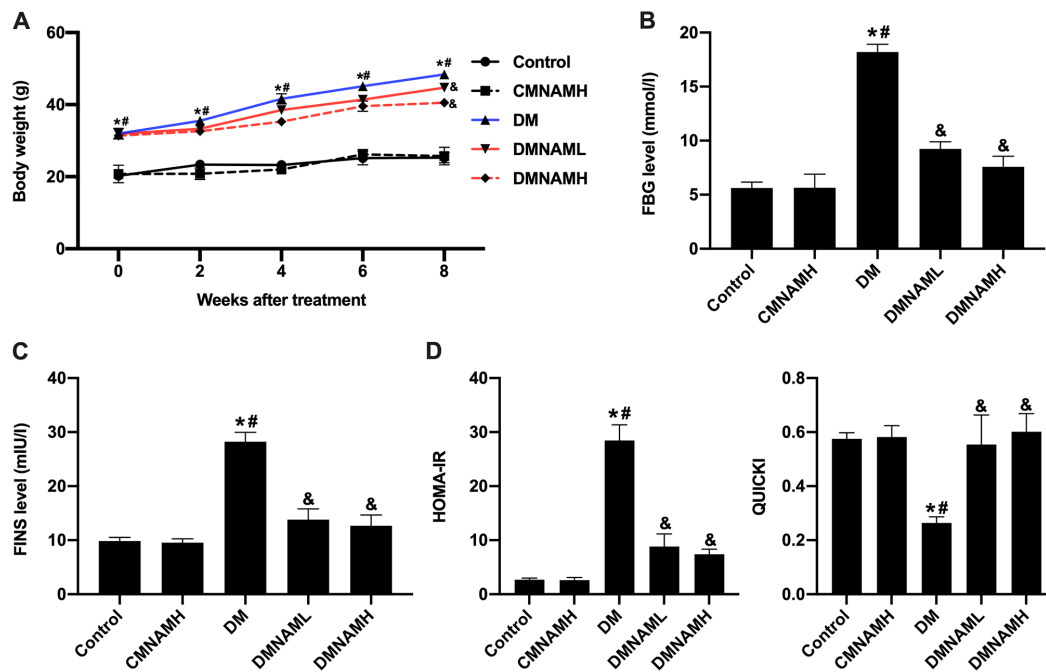 A
Body weight (g)
60
40
20
0
*# *# *# *# *#
&
&
0 2 4 6 8
Weeks after treatment
Control
CMNAMH
DM
DMNAML
DMNAMH
B
FBG level (mmol/l)
20
15
10
5
0
*#
&
&
Control CMNAMH DM DMNAML DMNAMH
C
FINS level (mIU/l)
40
30
20
10
0
*#
&
&
Control CMNAMH DM DMNAML DMNAMH
D
HOMA-IR
40
30
20
10
0
*#
&
&
Control CMNAMH DM DMNAML DMNAMH
QUICKI
0.8
0.6
0.4
0.2
0.0
*#
&
&
Control CMNAMH DM DMNAML DMNAMH